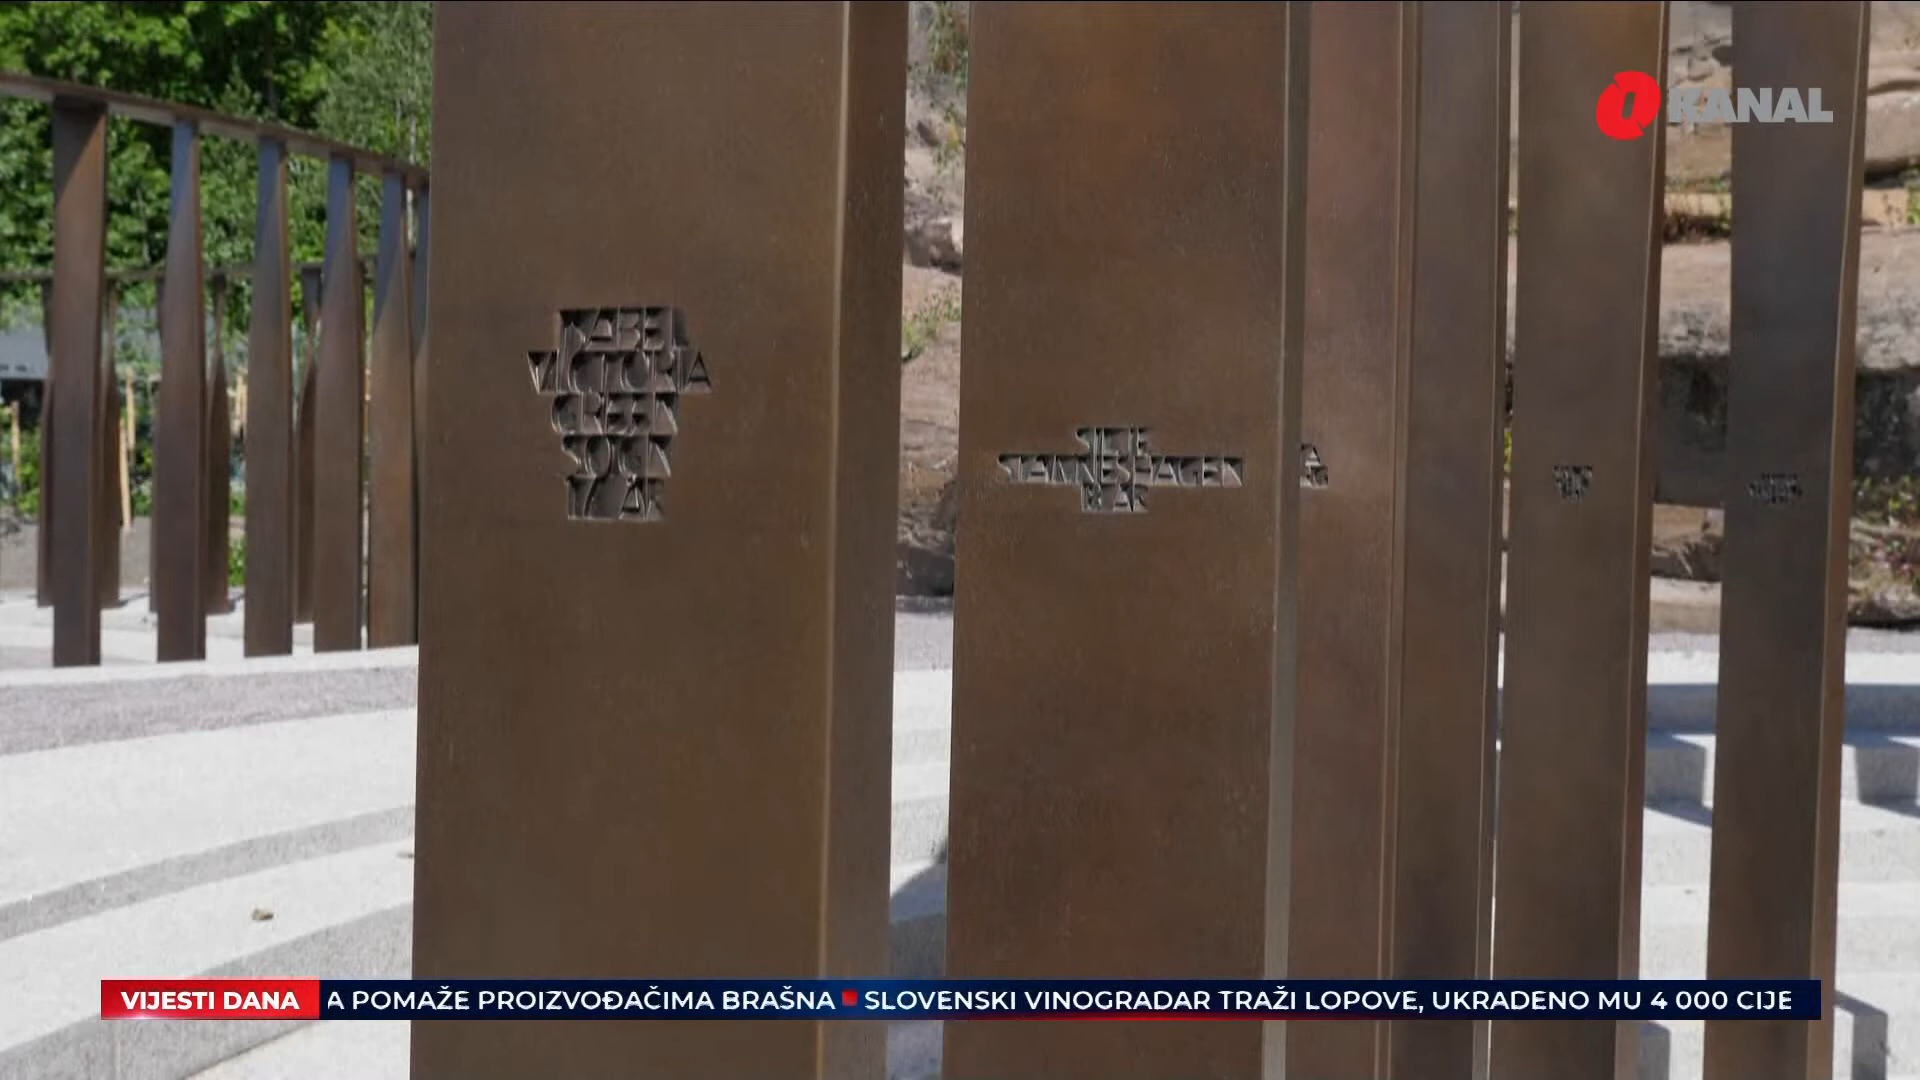 KANAL
ISABEL
VICTORIA
GREEN
SOGN
17 ÅR
SILJE
STAMNESHAGEN
18 ÅR
VIJESTI DANA
A POMAŽE PROIZVOĐAČIMA BRAŠNA SLOVENSKI VINOGRADAR TRAŽI LOPOVE, UKRADENO MU 4 000 CIJE